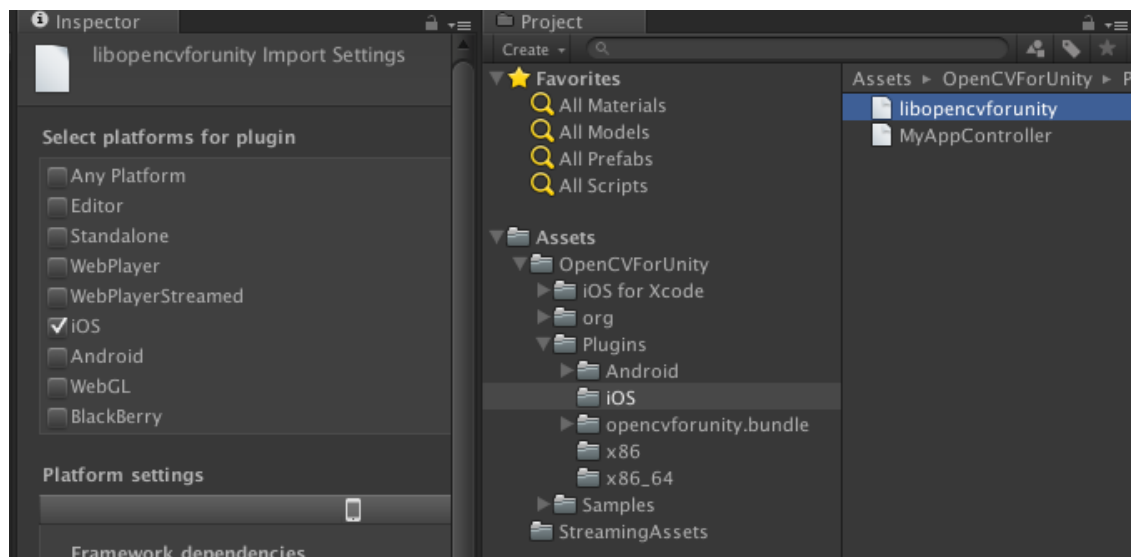 Inspector
libopencvforunity Import Settings
Select platforms for plugin
Any Platform
Editor
Standalone
WebPlayer
WebPlayerStreamed
iOS
Android
WebGL
BlackBerry
Platform settings
Framework dependencies
Project
Create
Favorites
All Materials
All Models
All Prefabs
All Scripts
Assets
OpenCVForUnity
iOS for Xcode
org
Plugins
Android
iOS
opencvforunity.bundle
x86
x86_64
Samples
StreamingAssets
Assets ▸ OpenCVForUnity ▸ P
libopencvforunity
MyAppController